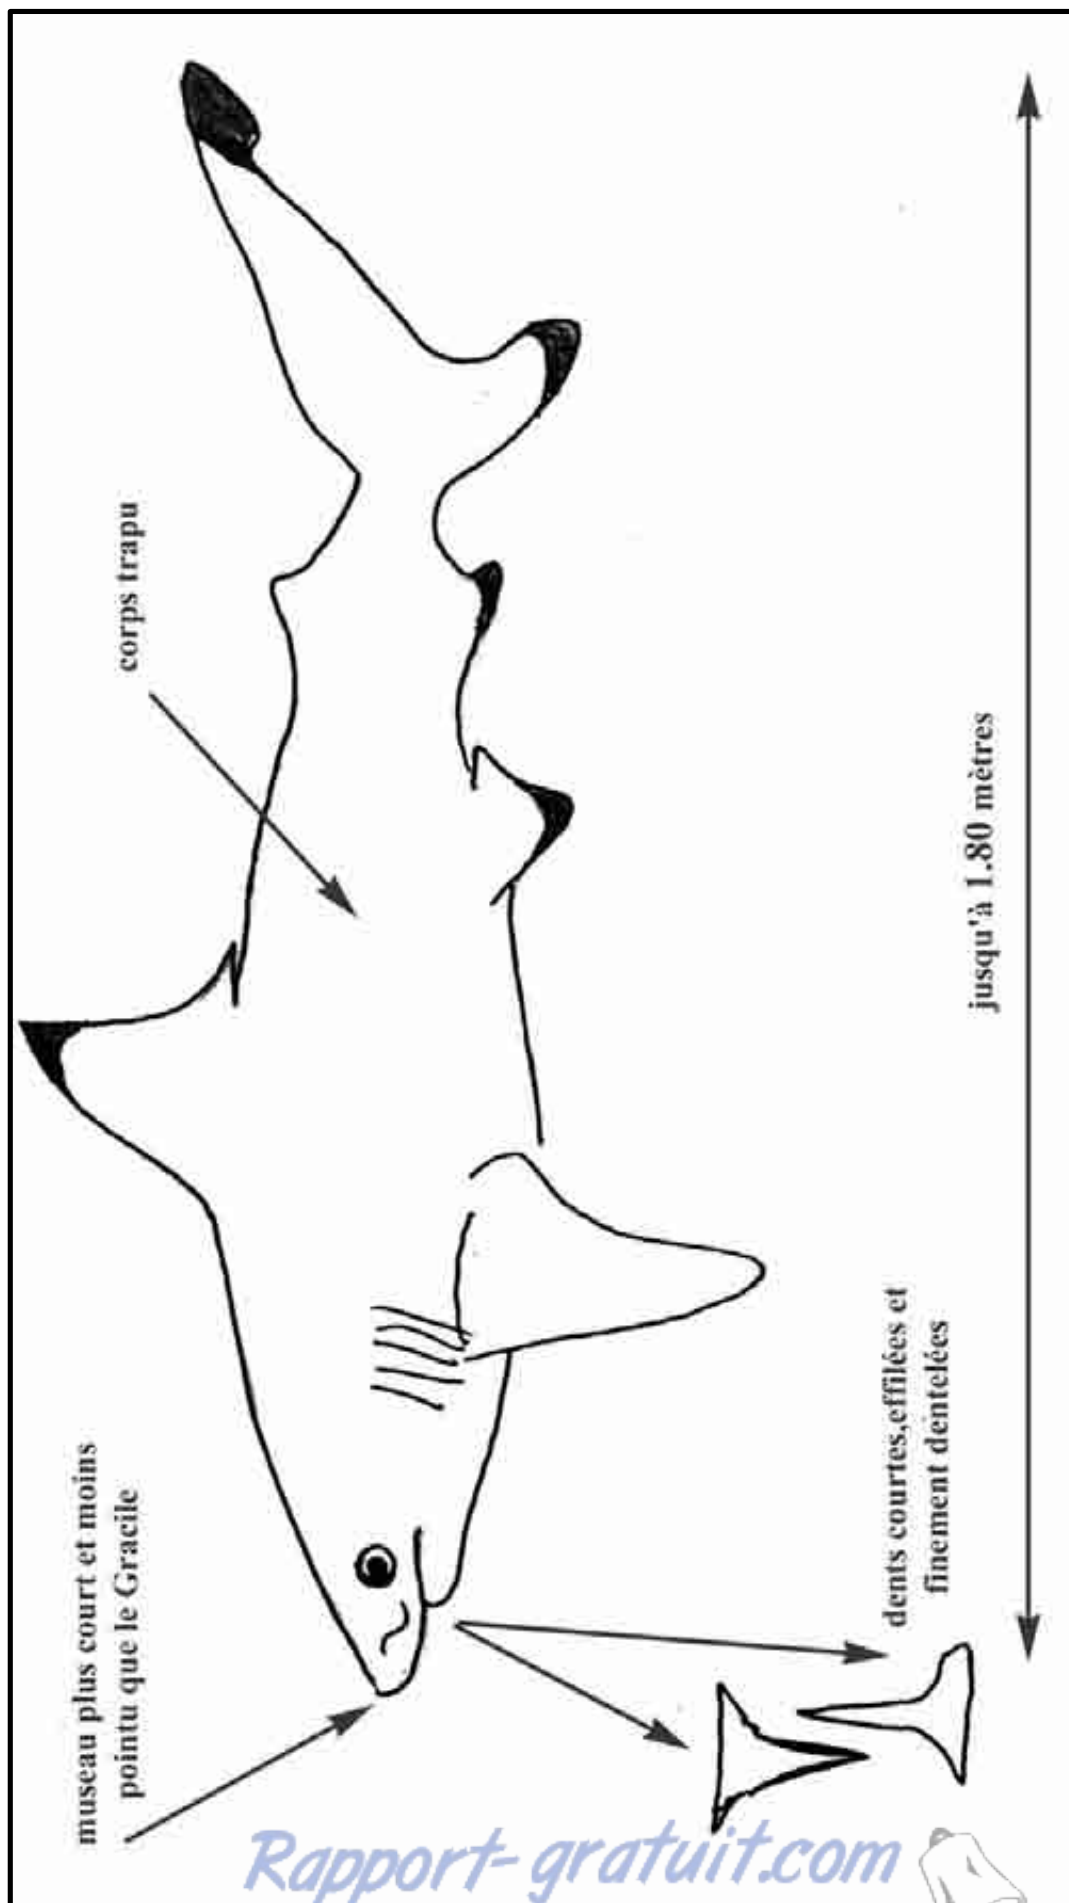 museau plus court et moins
pointu que le Gracile
corps trapu
dents courtes,effilées et
finement dentelées
jusqu'à 1.80 mètres
Rapport-gratuit.com